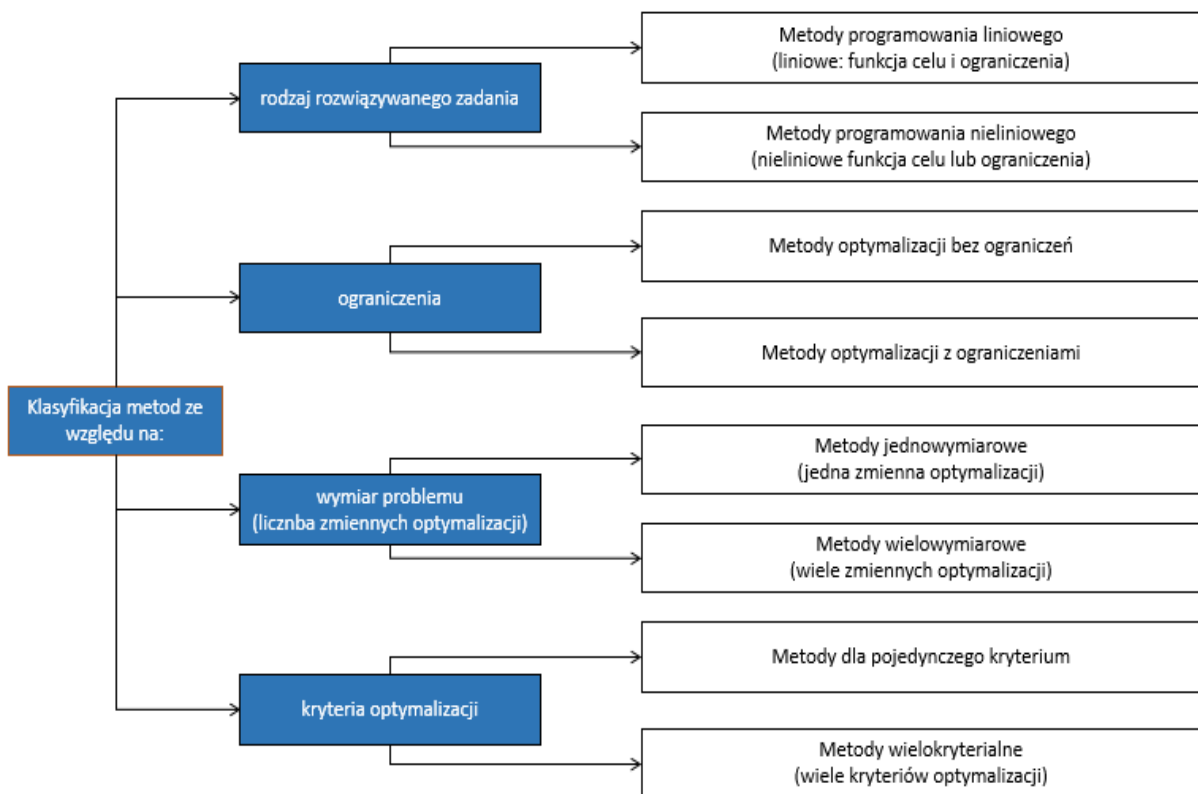 Klasyfikacja metod ze
względu na:
rodzaj rozwiązywanego zadania
Metody programowania liniowego
(liniowe: funkcja celu i ograniczenia)
Metody programowania nieliniowego
(nieliniowe funkcja celu lub ograniczenia)
ograniczenia
Metody optymalizacji bez ograniczeń
Metody optymalizacji z ograniczeniami
wymiar problemu
(licznba zmiennych optymalizacji)
Metody jednowymiarowe
(jedna zmienna optymalizacji)
Metody wielowymiarowe
(wiele zmiennych optymalizacji)
kryteria optymalizacji
Metody dla pojedynczego kryterium
Metody wielokryterialne
(wiele kryteriów optymalizacji)